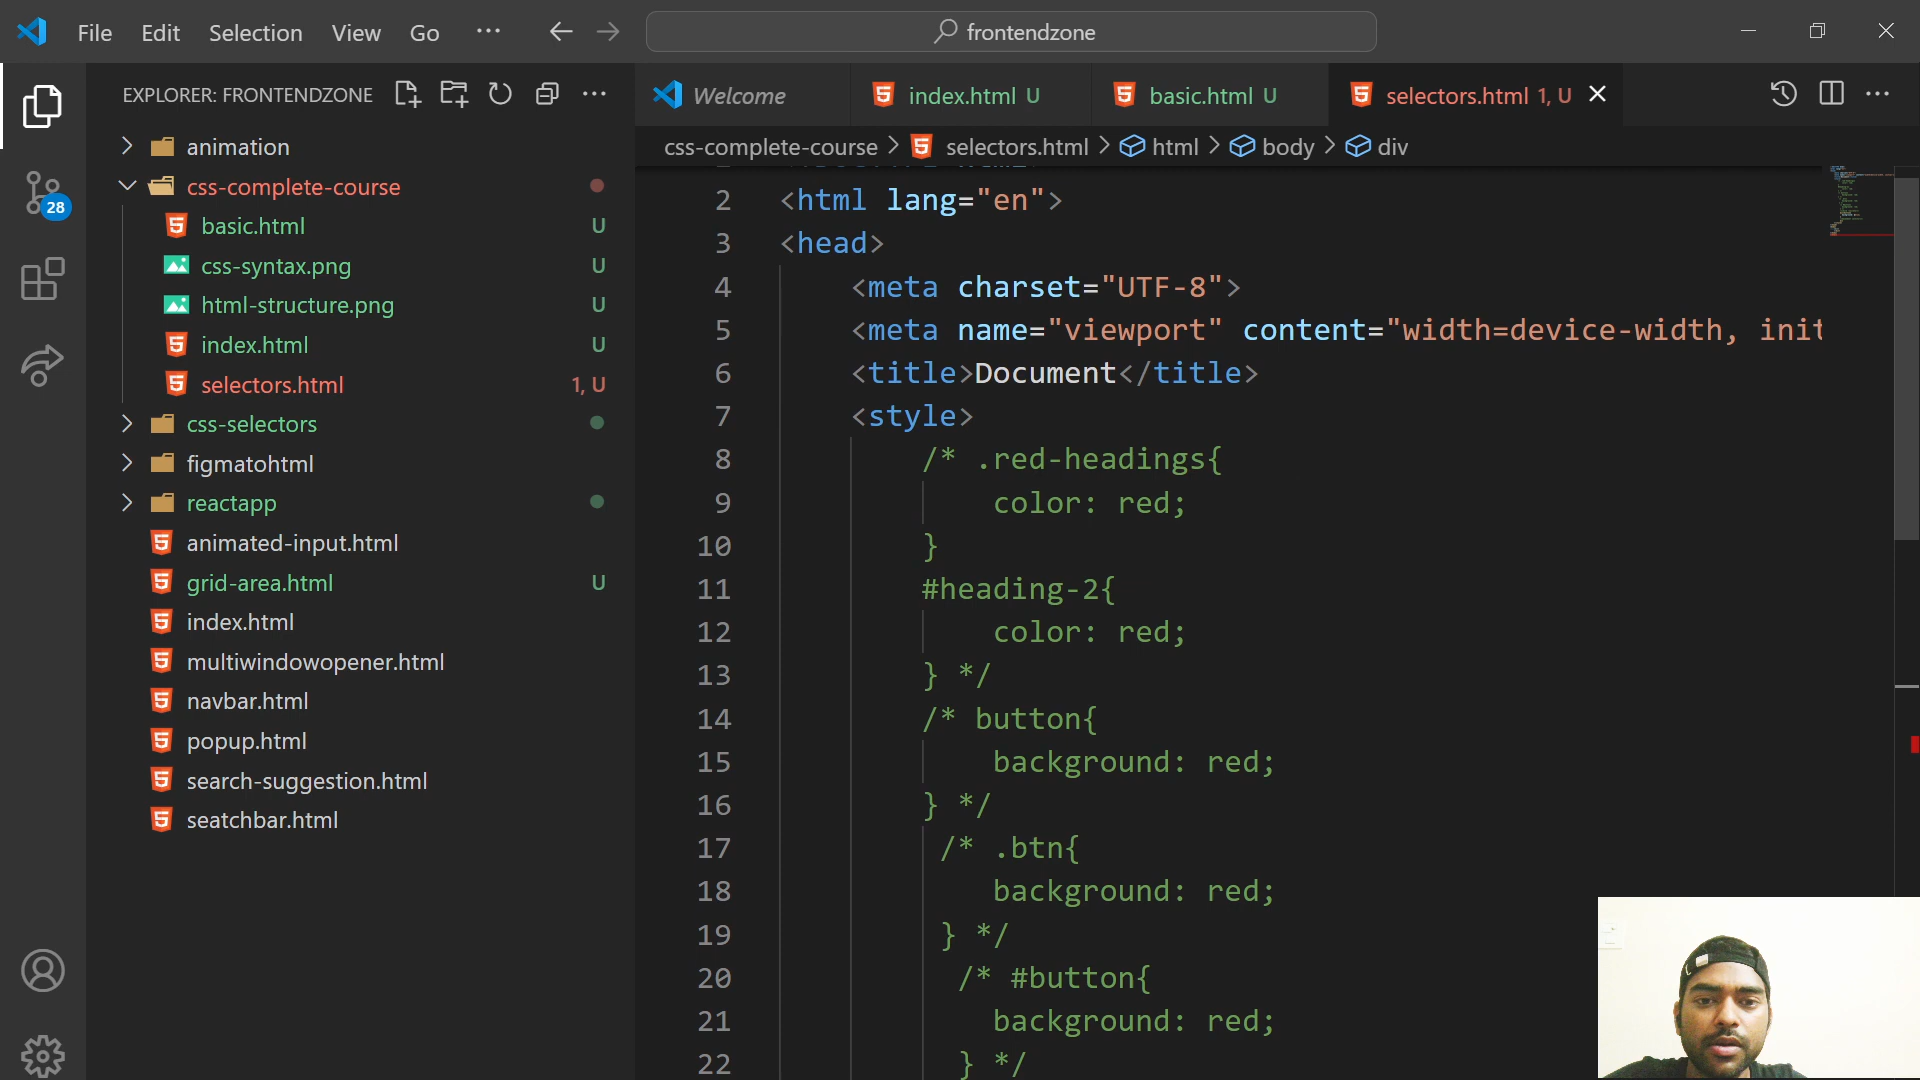 File Edit Selection View Go ··· frontendzone
EXPLORER: FRONTENDZONE
animation
css-complete-course
basic.html U
css-syntax.png U
html-structure.png U
index.html U
selectors.html 1, U
css-selectors
figmatohtml
reactapp
animated-input.html
grid-area.html U
index.html
multiwindowopener.html
navbar.html
popup.html
search-suggestion.html
seatchbar.html
28
Welcome index.html U basic.html U selectors.html 1, U
css-complete-course > selectors.html > html > body > div
2 <html lang="en">
3 <head>
4 <meta charset="UTF-8">
5 <meta name="viewport" content="width=device-width, init
6 <title>Document</title>
7 <style>
8 /* .red-headings{
9 color: red;
10 }
11 #heading-2{
12 color: red;
13 } */
14 /* button{
15 background: red;
16 } */
17 /* .btn{
18 background: red;
19 } */
20 /* #button{
21 background: red;
22 } */